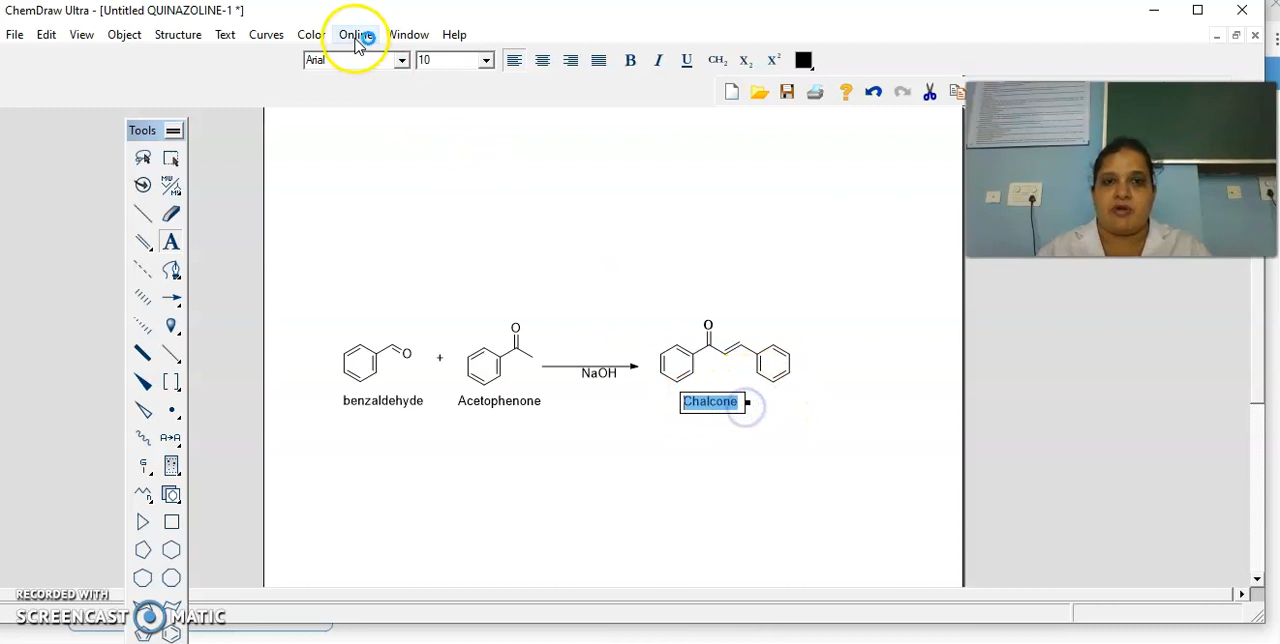 ChemDraw Ultra - [Untitled QUINAZOLINE-1 *]
File Edit View Object Structure Text Curves Color Online Window Help
Arial 10 B I U CH2 X2 X2
Tools
A
O
O
O
+
NaOH
benzaldehyde Acetophenone Chalcone
RECORDED WITH
SCREENCAST MATIC